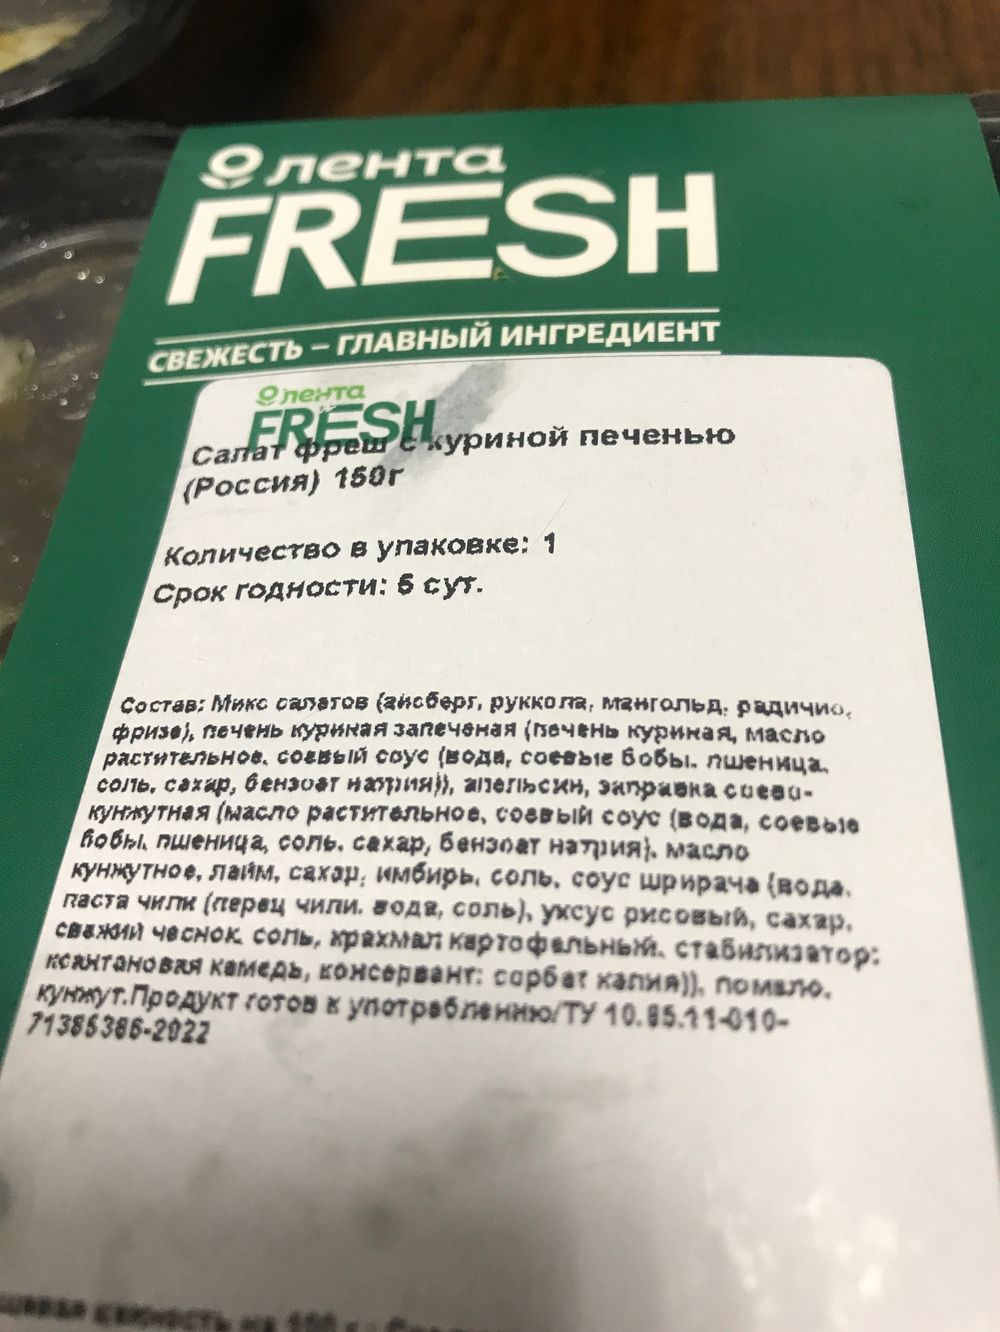 лента
FRESH
СВЕЖЕСТЬ – ГЛАВНЫЙ ИНГРЕДИЕНТ
лента
FRESH
Салат фреш с куриной печенью
(Россия) 150г
Количество в упаковке: 1
Срок годности: 5 сут.
Состав: Микс салатов (айсберг, руккола, мангольд, радичио,
фризе), печень куриная запеченая (печень куриная, масло
растительное, соевый соус (вода, соевые бобы, пшеница,
соль, сахар, бензоат натрия)), апельсин, заправка соево-
кунжутная (масло растительное, соевый соус (вода, соевые
бобы, пшеница, соль, сахар, бензоат натрия), масло
кунжутное, лайм, сахар, имбирь, соль, соус шрирача (вода,
паста чили (перец чили, вода, соль), уксус рисовый, сахар,
свежий чеснок, соль, крахмал картофельный, стабилизатор:
ксантановая камедь, консервант: сорбат калия)), помело,
кунжут.Продукт готов к употреблению/ТУ 10.85.11-010-
71385386-2022
ценность на 100 г.: